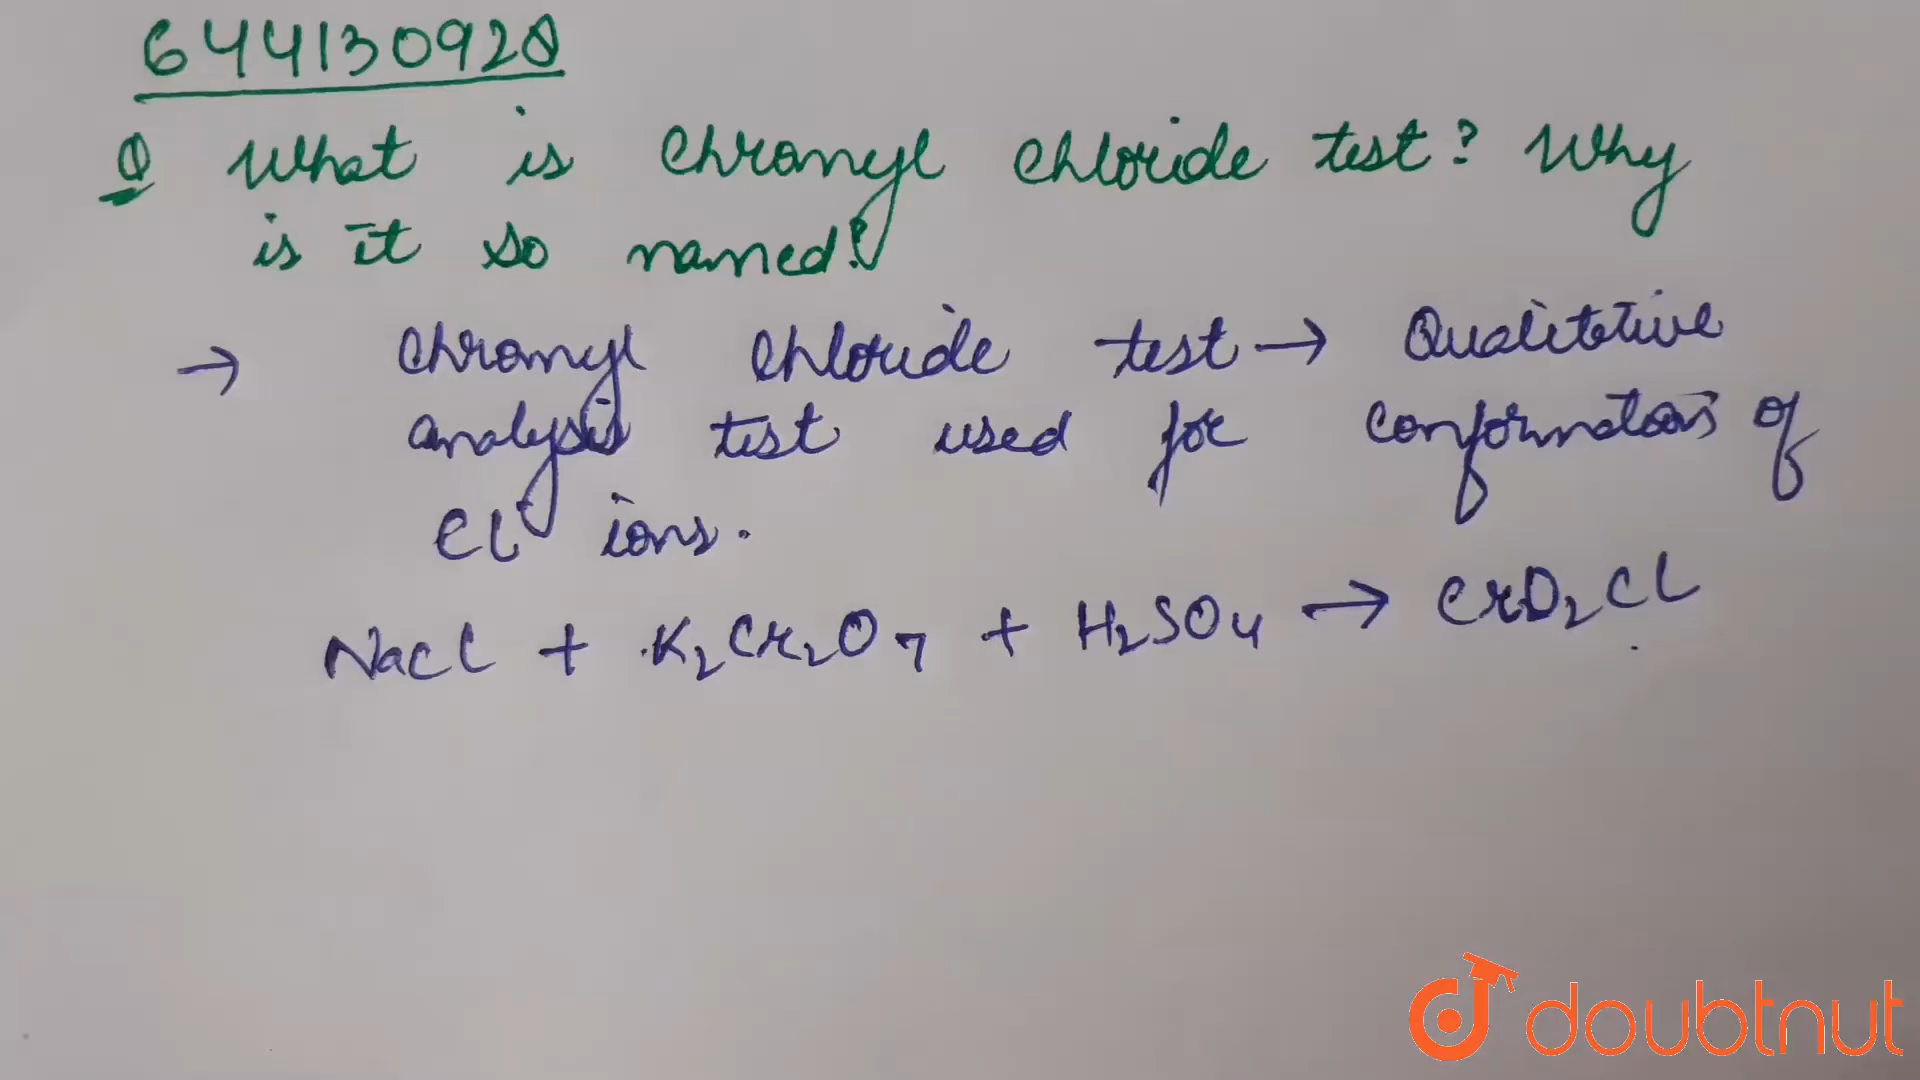 644130928
Q What is Chromyl Chloride test? Why
is it so named?
→ Chromyl Chloride test → Qualitative
analysis test used for conformation of
Cl⁻ ions.
NaCl + K₂Cr₂O₇ + H₂SO₄ → CrO₂Cl
doubtnut